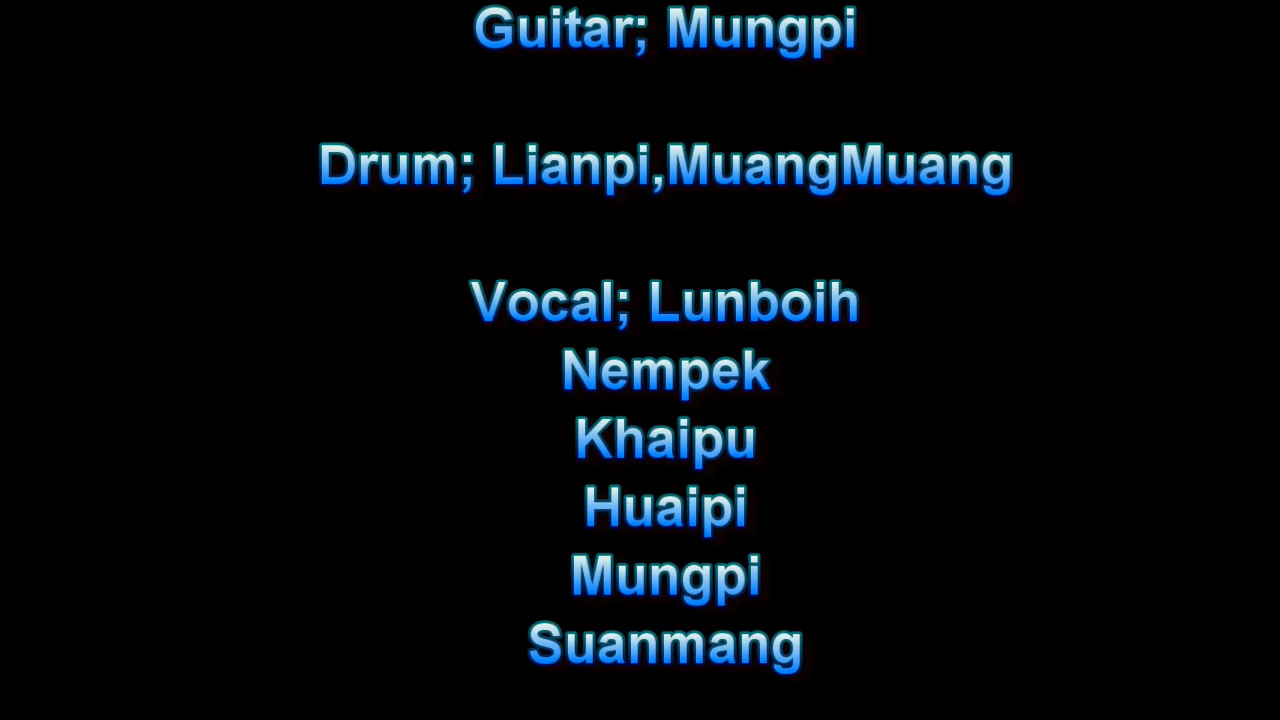 Guitar; Mungpi
Drum; Lianpi,MuangMuang
Vocal; Lunboih
Nempek
Khaipu
Huaipi
Mungpi
Suanmang